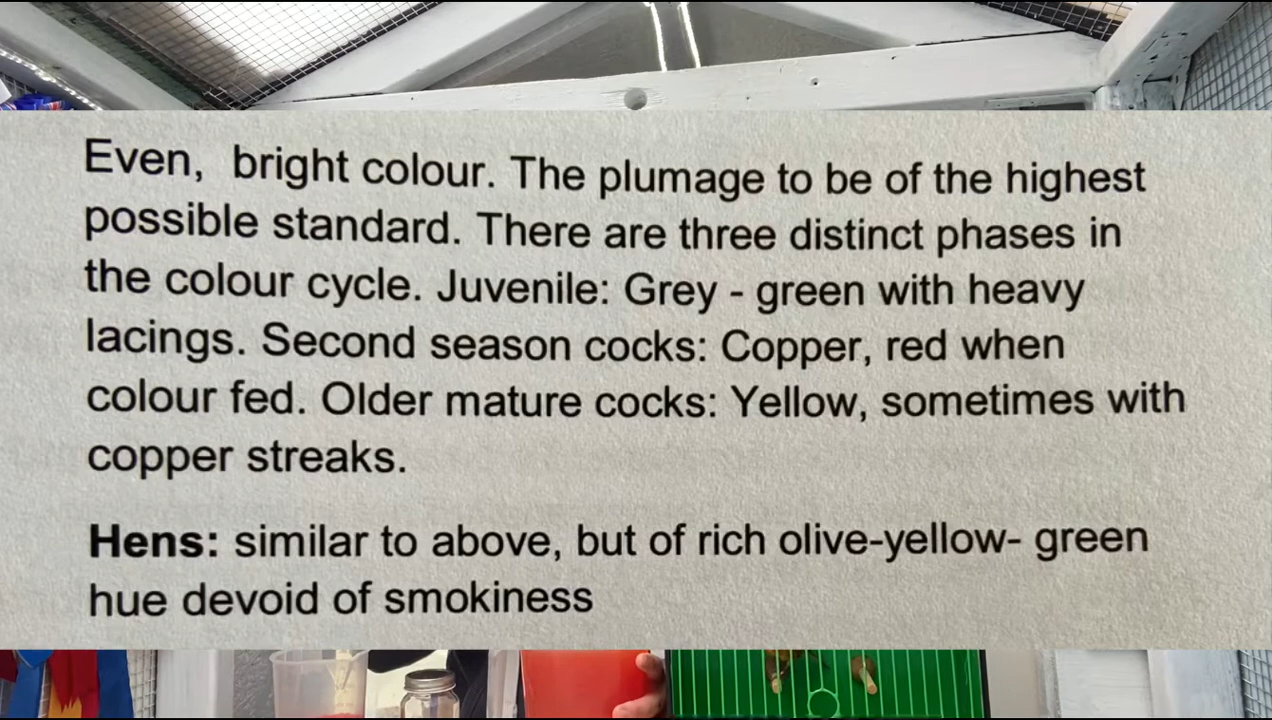 Even,  bright colour. The plumage to be of the highest
possible standard. There are three distinct phases in
the colour cycle. Juvenile: Grey - green with heavy
lacings. Second season cocks: Copper, red when
colour fed. Older mature cocks: Yellow, sometimes with
copper streaks.
Hens: similar to above, but of rich olive-yellow- green
hue devoid of smokiness